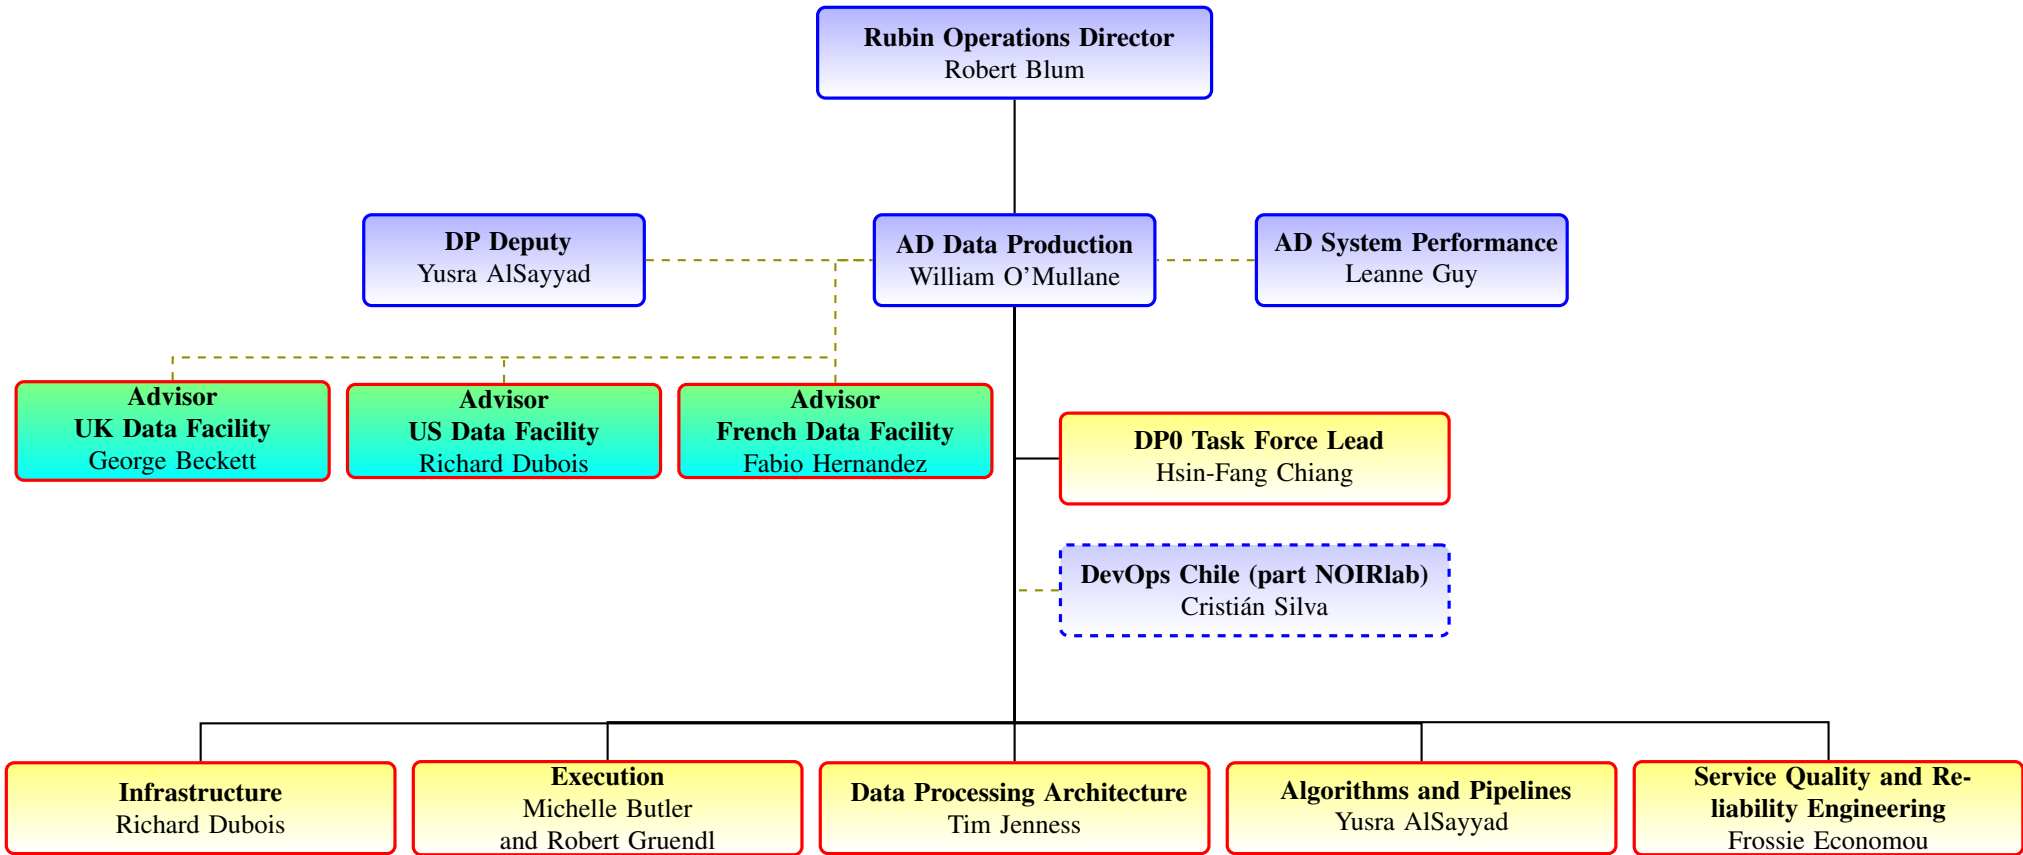 Rubin Operations Director
Robert Blum
DP Deputy
Yusra AlSayyad
AD Data Production
William O’Mullane
AD System Performance
Leanne Guy
Advisor
UK Data Facility
George Beckett
Advisor
US Data Facility
Richard Dubois
Advisor
French Data Facility
Fabio Hernandez
DP0 Task Force Lead
Hsin-Fang Chiang
DevOps Chile (part NOIRlab)
Cristián Silva
Infrastructure
Richard Dubois
Execution
Michelle Butler
and Robert Gruendl
Data Processing Architecture
Tim Jenness
Algorithms and Pipelines
Yusra AlSayyad
Service Quality and Re-
liability Engineering
Frossie Economou